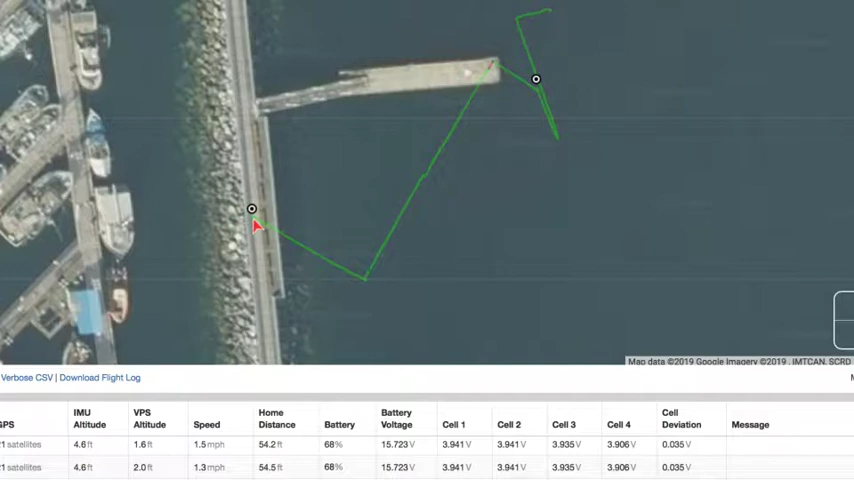 Map data ©2019 Google Imagery ©2019 , IMTCAN, SCRD
Verbose CSV | Download Flight Log
GPS IMU Altitude VPS Altitude Speed Home Distance Battery Battery Voltage Cell 1 Cell 2 Cell 3 Cell 4 Cell Deviation Message
21 satellites 4.6 ft 1.6 ft 1.5 mph 54.2 ft 68% 15.723 V 3.941 V 3.941 V 3.935 V 3.906 V 0.035 V
21 satellites 4.6 ft 2.0 ft 1.3 mph 54.5 ft 68% 15.723 V 3.941 V 3.941 V 3.935 V 3.906 V 0.035 V